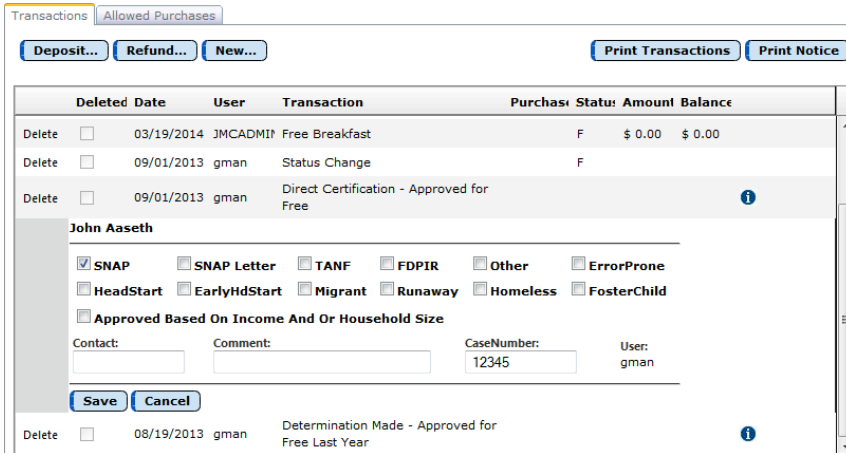 Transactions Allowed Purchases
Deposit... Refund... New... Print Transactions Print Notice
Deleted Date User Transaction Purchase Status Amount Balance
Delete 03/19/2014 JMCADMIN Free Breakfast F $ 0.00 $ 0.00
Delete 09/01/2013 gman Status Change F
Direct Certification - Approved for
Delete 09/01/2013 gman
Free
John Aaseth
SNAP SNAP Letter TANF FDPIR Other ErrorProne
HeadStart EarlyHdStart Migrant Runaway Homeless FosterChild
Approved Based On Income And Or Household Size
Contact: Comment: CaseNumber: User:
12345 gman
Save Cancel
Determination Made - Approved for
Delete 08/19/2013 gman
Free Last Year